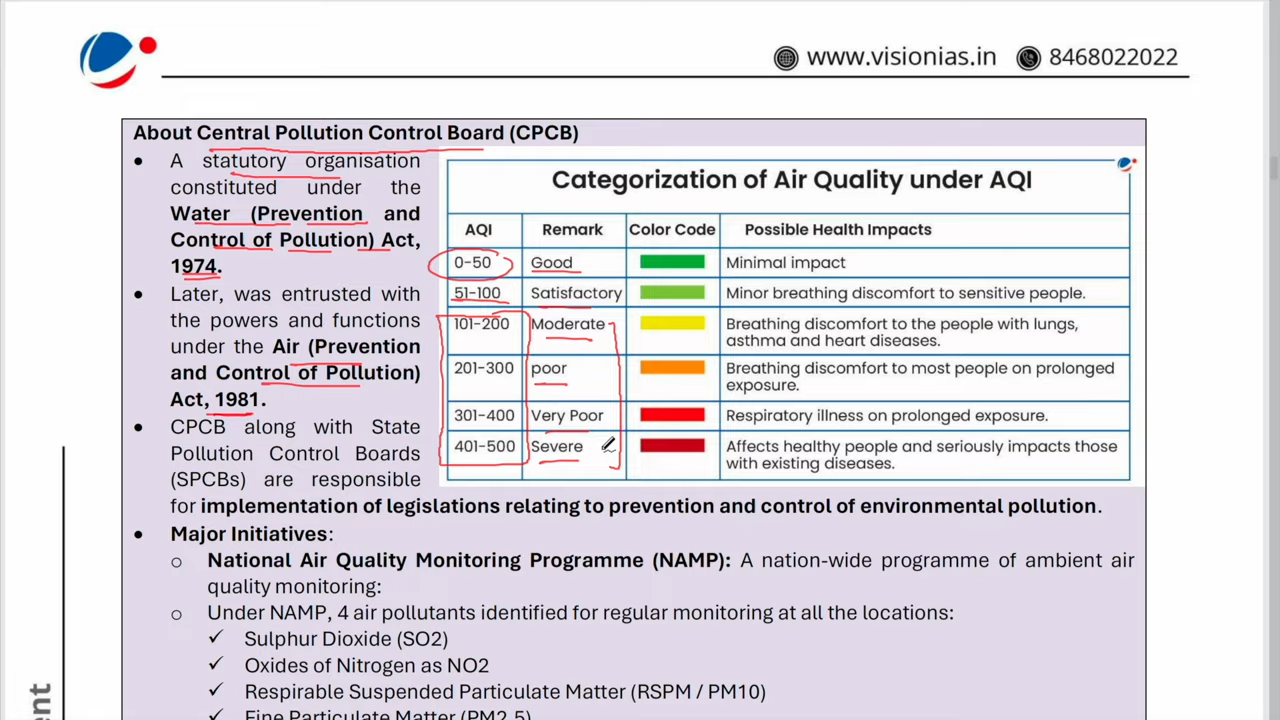 www.visionias.in 8468022022
About Central Pollution Control Board (CPCB)
• A statutory organisation
constituted under the
Water (Prevention and
Control of Pollution) Act,
1974.
• Later, was entrusted with
the powers and functions
under the Air (Prevention
and Control of Pollution)
Act, 1981.
• CPCB along with State
Pollution Control Boards
(SPCBs) are responsible
for implementation of legislations relating to prevention and control of environmental pollution.
Categorization of Air Quality under AQI
AQI Remark Color Code Possible Health Impacts
0-50 Good Minimal impact
51-100 Satisfactory Minor breathing discomfort to sensitive people.
101-200 Moderate Breathing discomfort to the people with lungs,
asthma and heart diseases.
201-300 poor Breathing discomfort to most people on prolonged
exposure.
301-400 Very Poor Respiratory illness on prolonged exposure.
401-500 Severe Affects healthy people and seriously impacts those
with existing diseases.
• Major Initiatives:
o National Air Quality Monitoring Programme (NAMP): A nation-wide programme of ambient air
quality monitoring:
o Under NAMP, 4 air pollutants identified for regular monitoring at all the locations:
✓ Sulphur Dioxide (SO2)
✓ Oxides of Nitrogen as NO2
✓ Respirable Suspended Particulate Matter (RSPM / PM10)
✓ Fine Particulate Matter (PM2.5)
ent